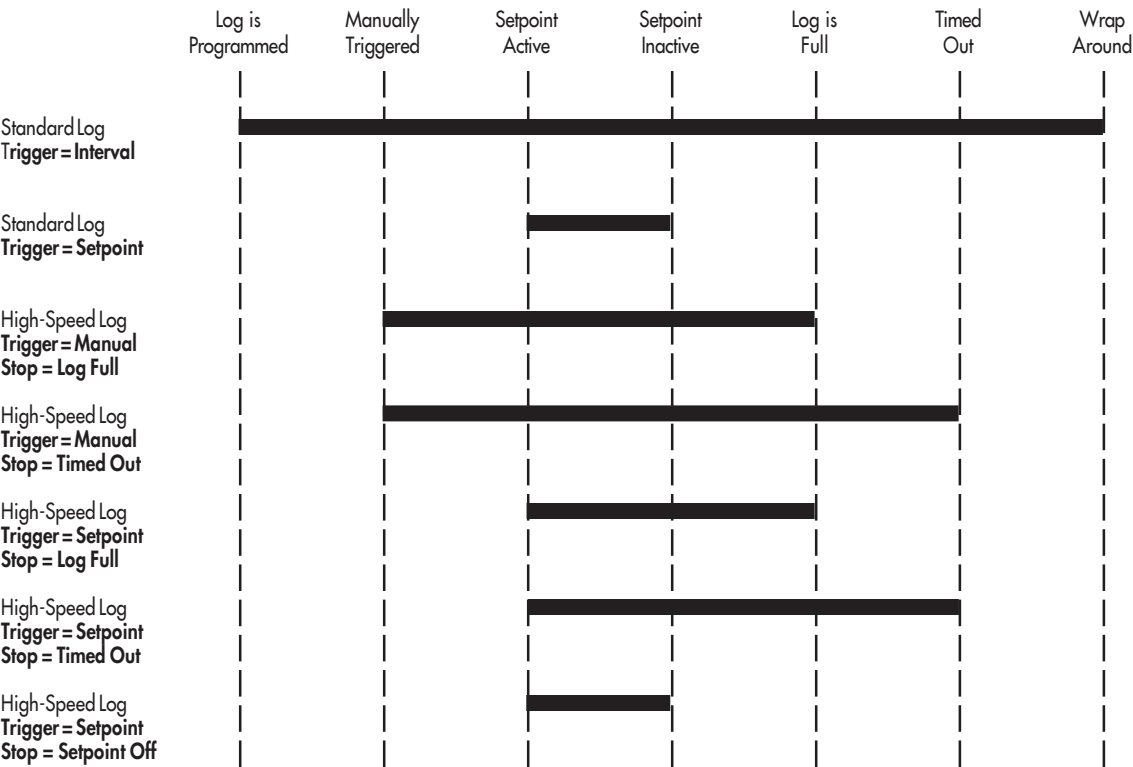 Log is
Programmed
Manually
Triggered
Setpoint
Active
Setpoint
Inactive
Log is
Full
Timed
Out
Wrap
Around
Standard Log
Trigger = Interval
Standard Log
Trigger = Setpoint
High-Speed Log
Trigger = Manual
Stop = Log Full
High-Speed Log
Trigger = Manual
Stop = Timed Out
High-Speed Log
Trigger = Setpoint
Stop = Log Full
High-Speed Log
Trigger = Setpoint
Stop = Timed Out
High-Speed Log
Trigger = Setpoint
Stop = Setpoint Off